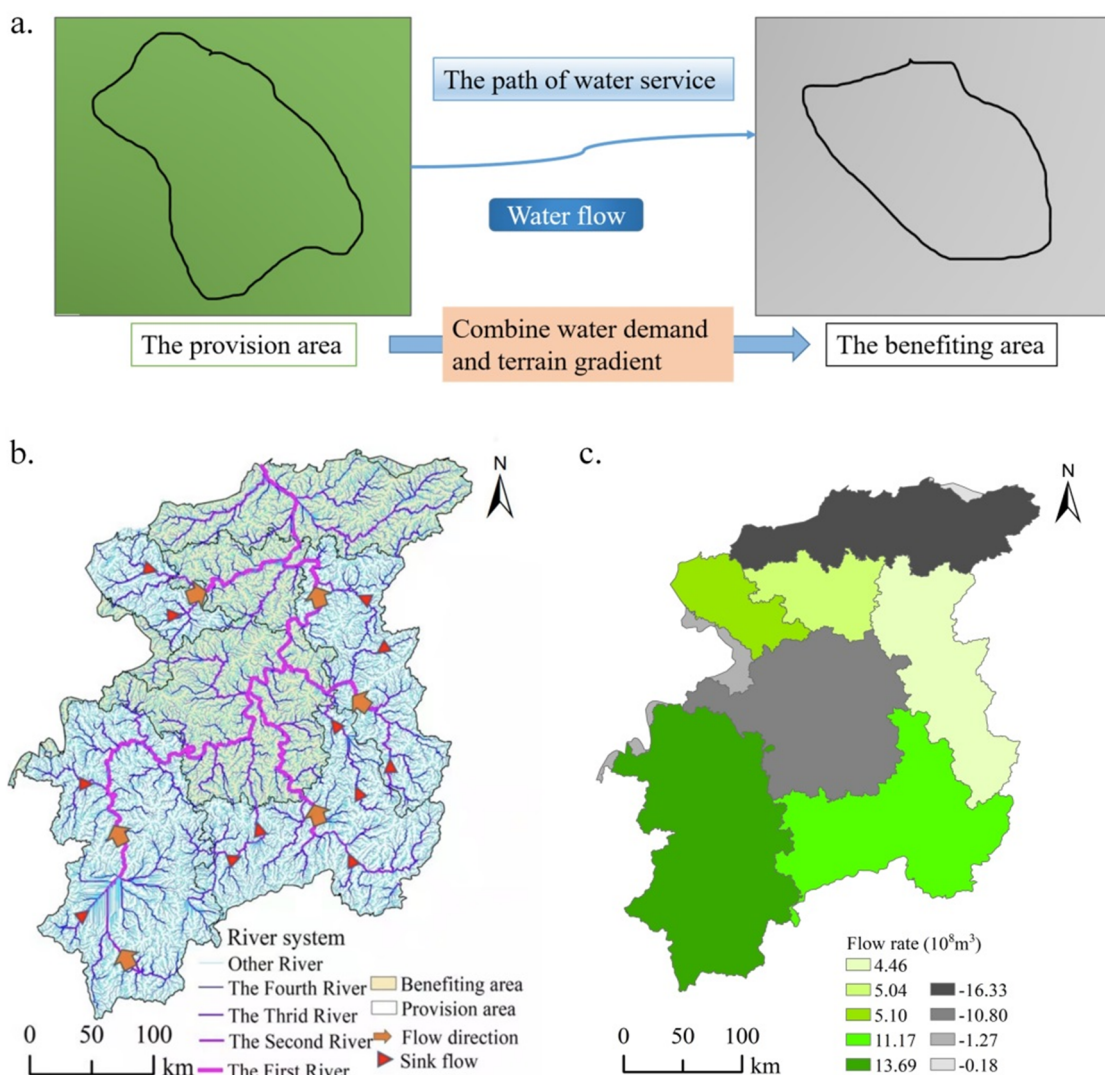 a.
The path of water service
Water flow
The provision area
Combine water demand
and terrain gradient
The benefiting area
b.
N
River system
Other River
The Fourth River
The Thrid River
The Second River
The First River
Benefiting area
Provision area
Flow direction
Sink flow
0 50 100
km
c.
N
Flow rate (10⁸m³)
4.46
5.04
5.10
11.17
13.69
-16.33
-10.80
-1.27
-0.18
0 50 100
km